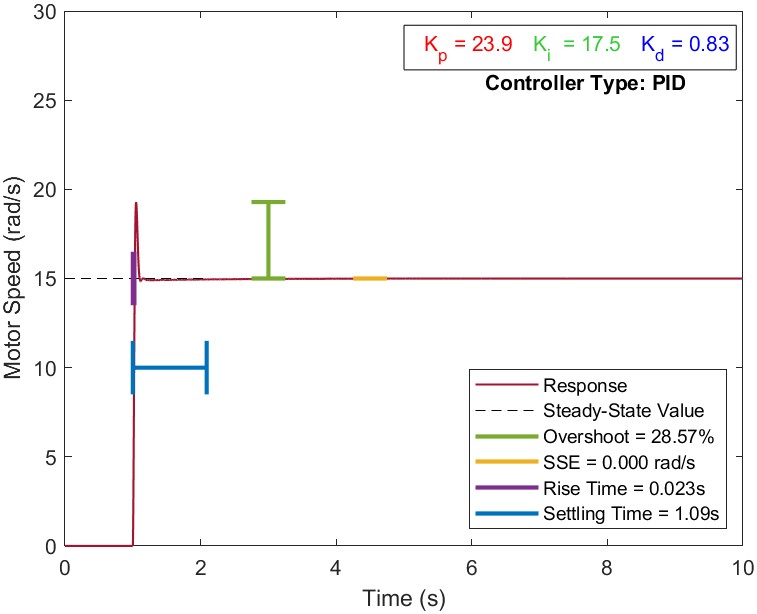 30
25
20
15
10
5
0
0 2 4 6 8 10
Motor Speed (rad/s)
Time (s)
Kp = 23.9 Ki = 17.5 Kd = 0.83
Controller Type: PID
Response
Steady-State Value
Overshoot = 28.57%
SSE = 0.000 rad/s
Rise Time = 0.023s
Settling Time = 1.09s